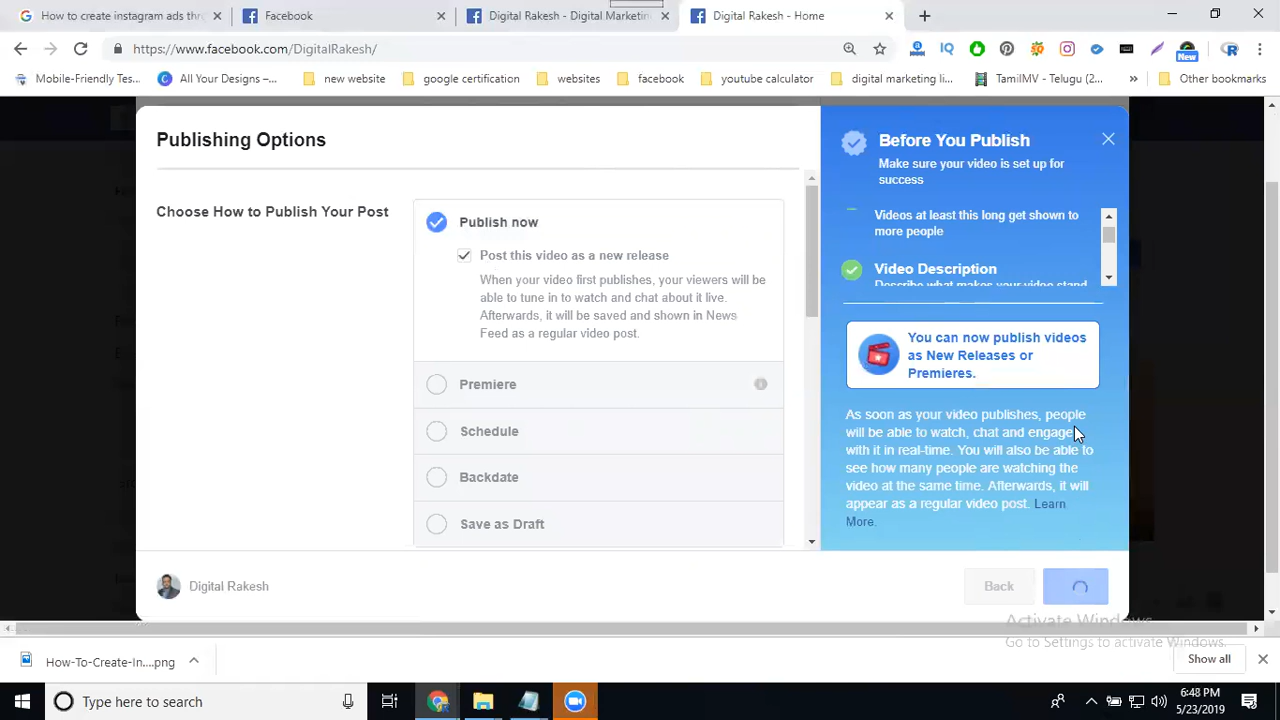 How to create instagram ads thr
Facebook
Digital Rakesh - Digital Marketin
Digital Rakesh - Home
https://www.facebook.com/DigitalRakesh/
IQ
New
Mobile-Friendly Tes...
All Your Designs –...
new website
google certification
websites
facebook
youtube calculator
digital marketing li...
TamilMV - Telugu (2...
Other bookmarks
Publishing Options
Choose How to Publish Your Post
Publish now
Post this video as a new release
When your video first publishes, your viewers will be
able to tune in to watch and chat about it live.
Afterwards, it will be saved and shown in News
Feed as a regular video post.
Premiere
Schedule
Backdate
Save as Draft
Before You Publish
Make sure your video is set up for
success
Videos at least this long get shown to
more people
Video Description
Describe what makes your video stand
You can now publish videos
as New Releases or
Premieres.
As soon as your video publishes, people
will be able to watch, chat and engage
with it in real-time. You will also be able to
see how many people are watching the
video at the same time. Afterwards, it will
appear as a regular video post. Learn
More.
Digital Rakesh
Back
Activate Windows
Go to Settings to activate Windows.
How-To-Create-In....png
Show all
Type here to search
6:48 PM
5/23/2019